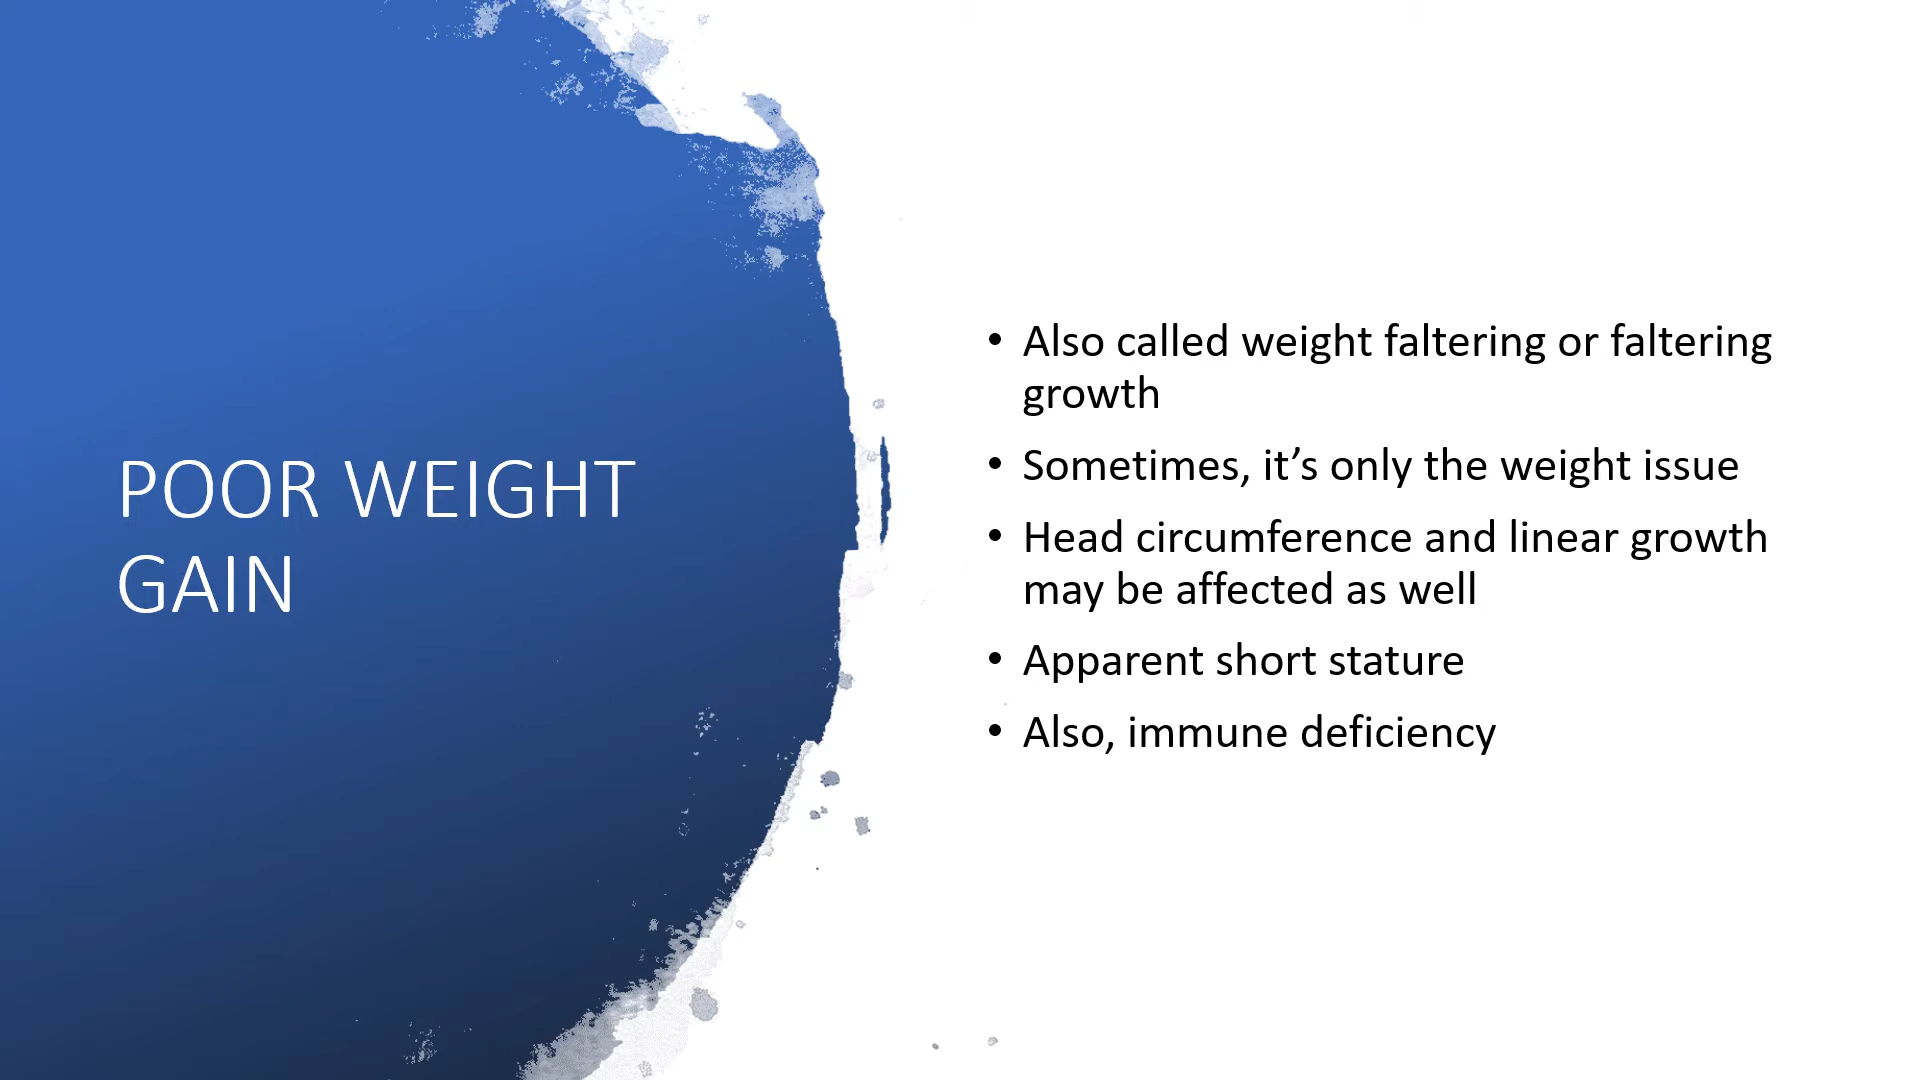 POOR WEIGHT
GAIN
• Also called weight faltering or faltering
growth
• Sometimes, it’s only the weight issue
• Head circumference and linear growth
may be affected as well
• Apparent short stature
• Also, immune deficiency